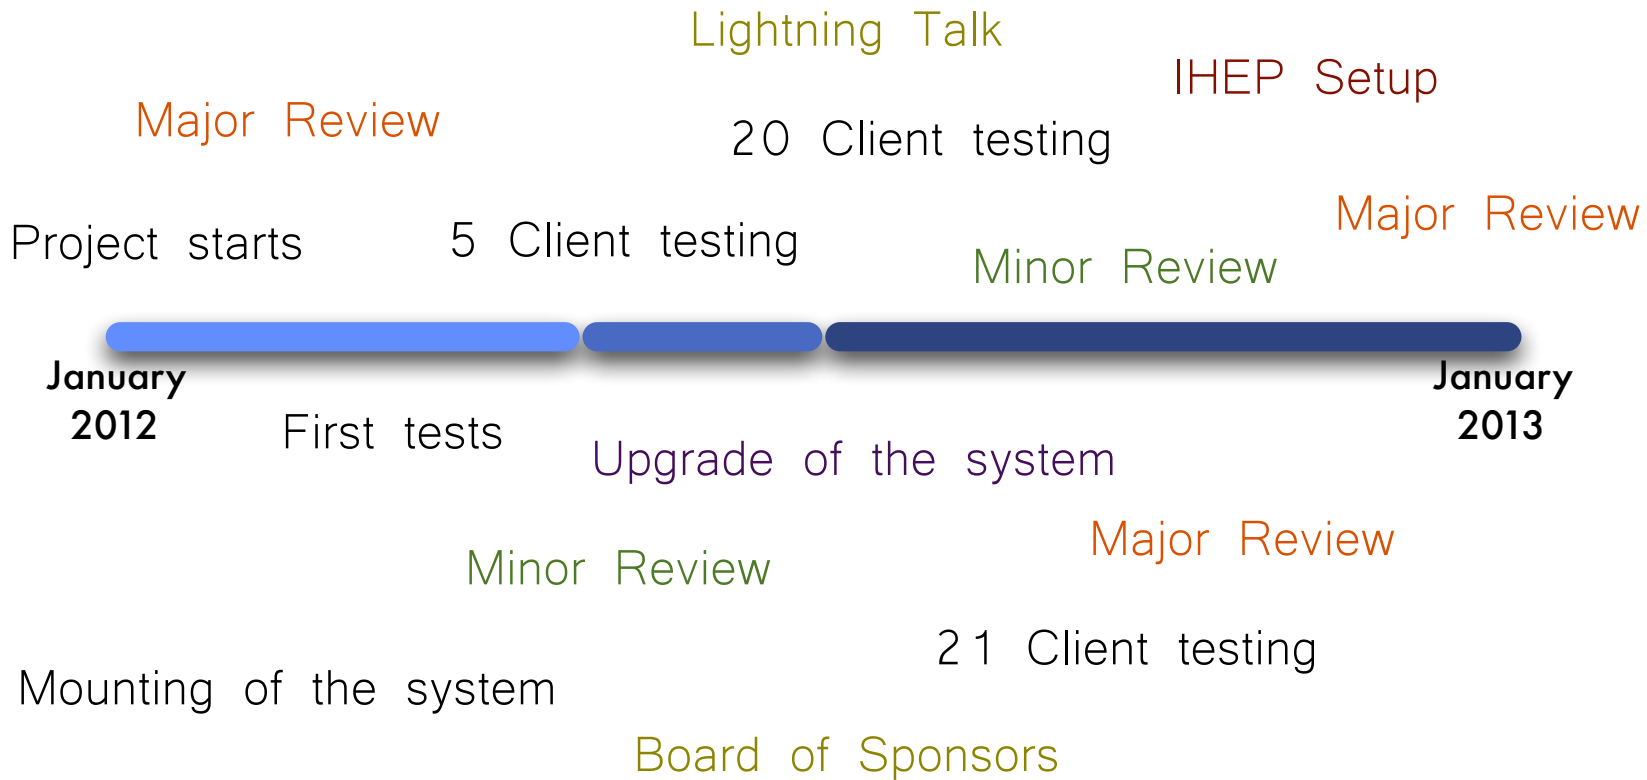 Lightning Talk
IHEP Setup
Major Review
20 Client testing
Major Review
Project starts
5 Client testing
Minor Review
January
2012
January
2013
First tests
Upgrade of the system
Major Review
Minor Review
21 Client testing
Mounting of the system
Board of Sponsors